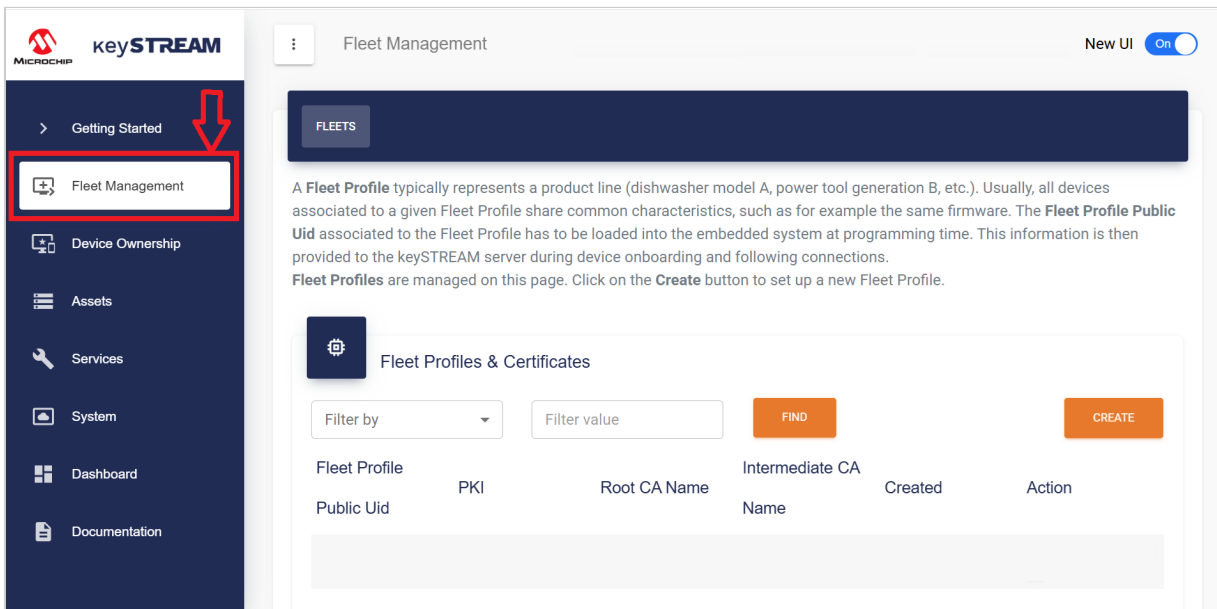 MICROCHIP
keySTREAM
Fleet Management
New UI
On
Getting Started
Fleet Management
Device Ownership
Assets
Services
System
Dashboard
Documentation
FLEETS
A Fleet Profile typically represents a product line (dishwasher model A, power tool generation B, etc.). Usually, all devices
associated to a given Fleet Profile share common characteristics, such as for example the same firmware. The Fleet Profile Public
Uid associated to the Fleet Profile has to be loaded into the embedded system at programming time. This information is then
provided to the keySTREAM server during device onboarding and following connections.
Fleet Profiles are managed on this page. Click on the Create button to set up a new Fleet Profile.
Fleet Profiles & Certificates
Filter by
Filter value
FIND
CREATE
Fleet Profile
Public Uid
PKI
Root CA Name
Intermediate CA
Name
Created
Action